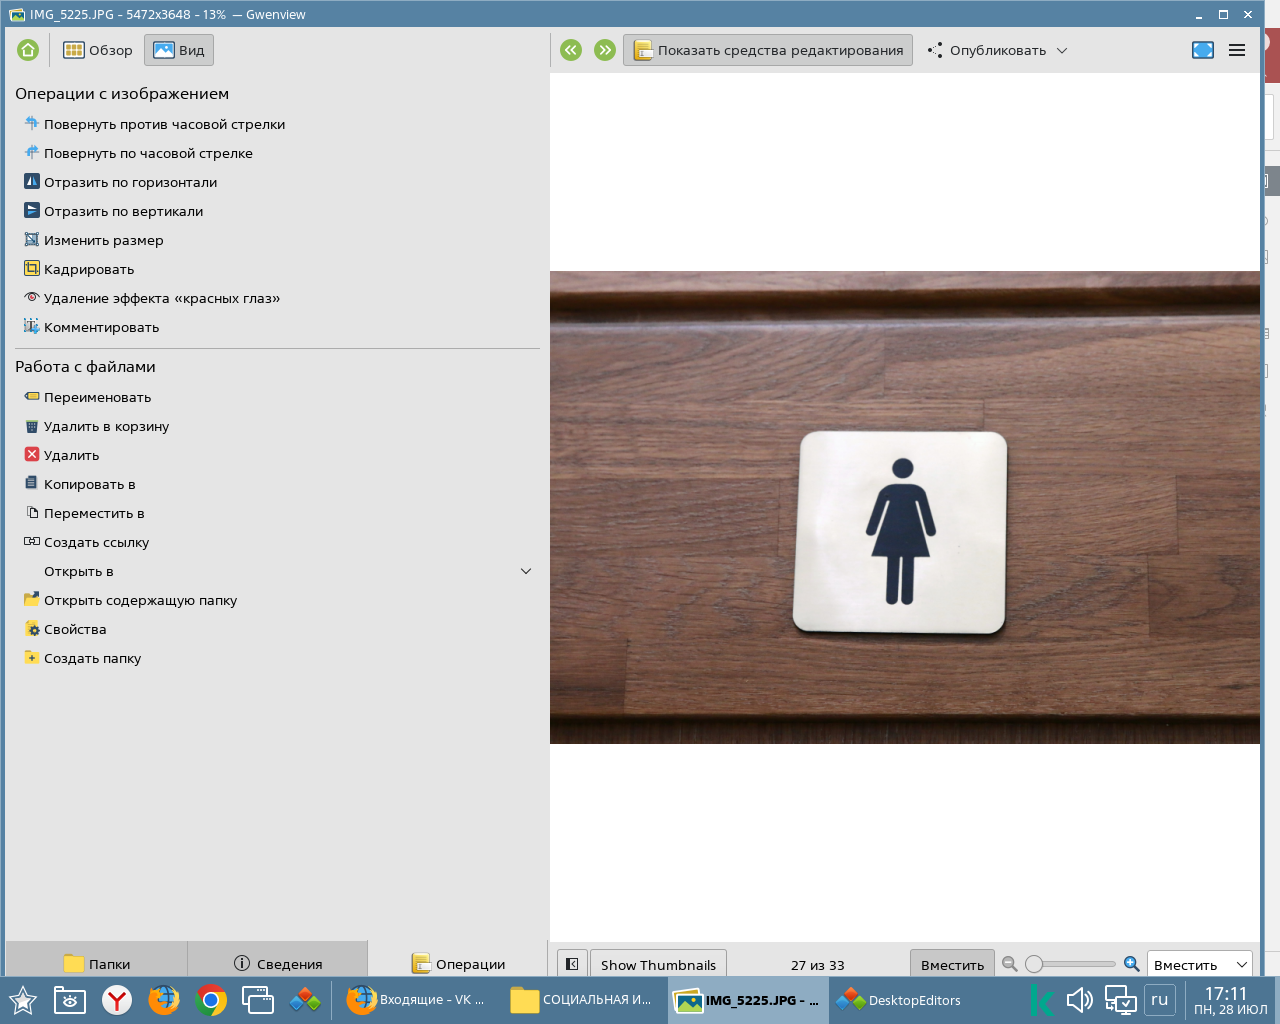 IMG_5225.JPG - 5472x3648 - 13% — Gwenview
Обзор
Вид
Показать средства редактирования
Опубликовать
Операции с изображением
Повернуть против часовой стрелки
Повернуть по часовой стрелке
Отразить по горизонтали
Отразить по вертикали
Изменить размер
Кадрировать
Удаление эффекта «красных глаз»
Комментировать
Работа с файлами
Переименовать
Удалить в корзину
Удалить
Копировать в
Переместить в
Создать ссылку
Открыть в
Открыть содержащую папку
Свойства
Создать папку
Папки
Сведения
Операции
Show Thumbnails
27 из 33
Вместить
Вместить
Входящие – VK ...
СОЦИАЛЬНАЯ И...
IMG_5225.JPG - ...
DesktopEditors
ru
17:11
ПН, 28 ИЮЛ